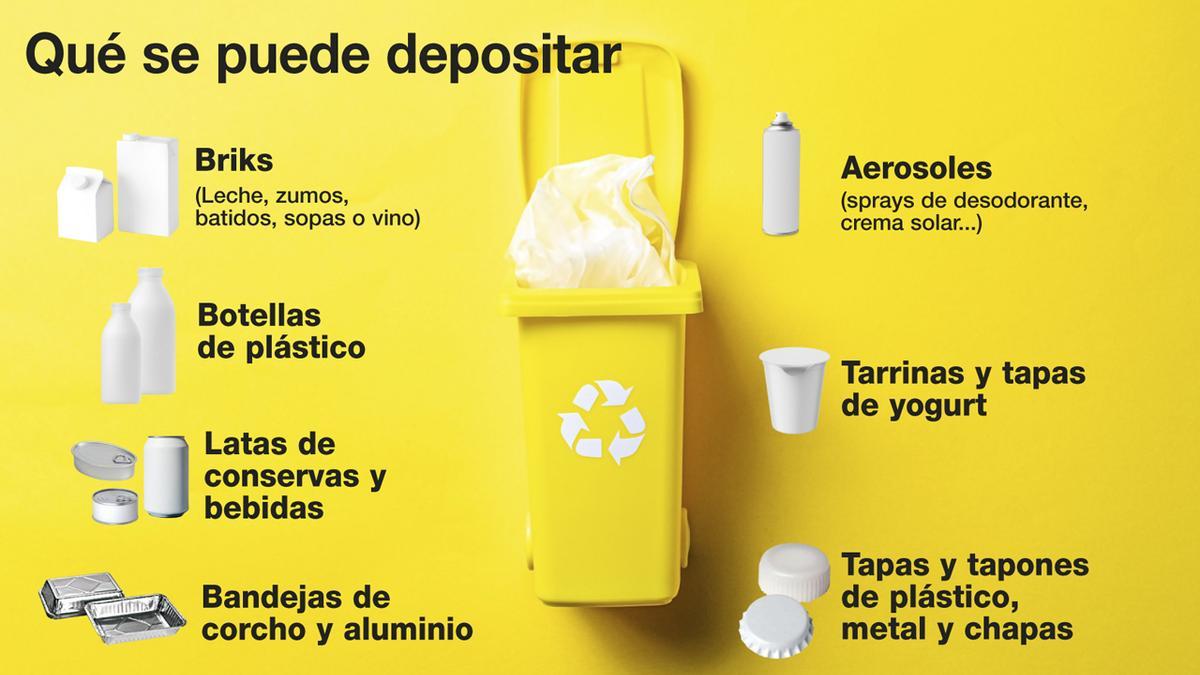 Qué se puede depositar
Briks
(Leche, zumos,
batidos, sopas o vino)
Botellas
de plástico
Latas de
conservas y
bebidas
Bandejas de
corcho y aluminio
Aerosoles
(sprays de desodorante,
crema solar...)
Tarrinas y tapas
de yogurt
Tapas y tapones
de plástico,
metal y chapas